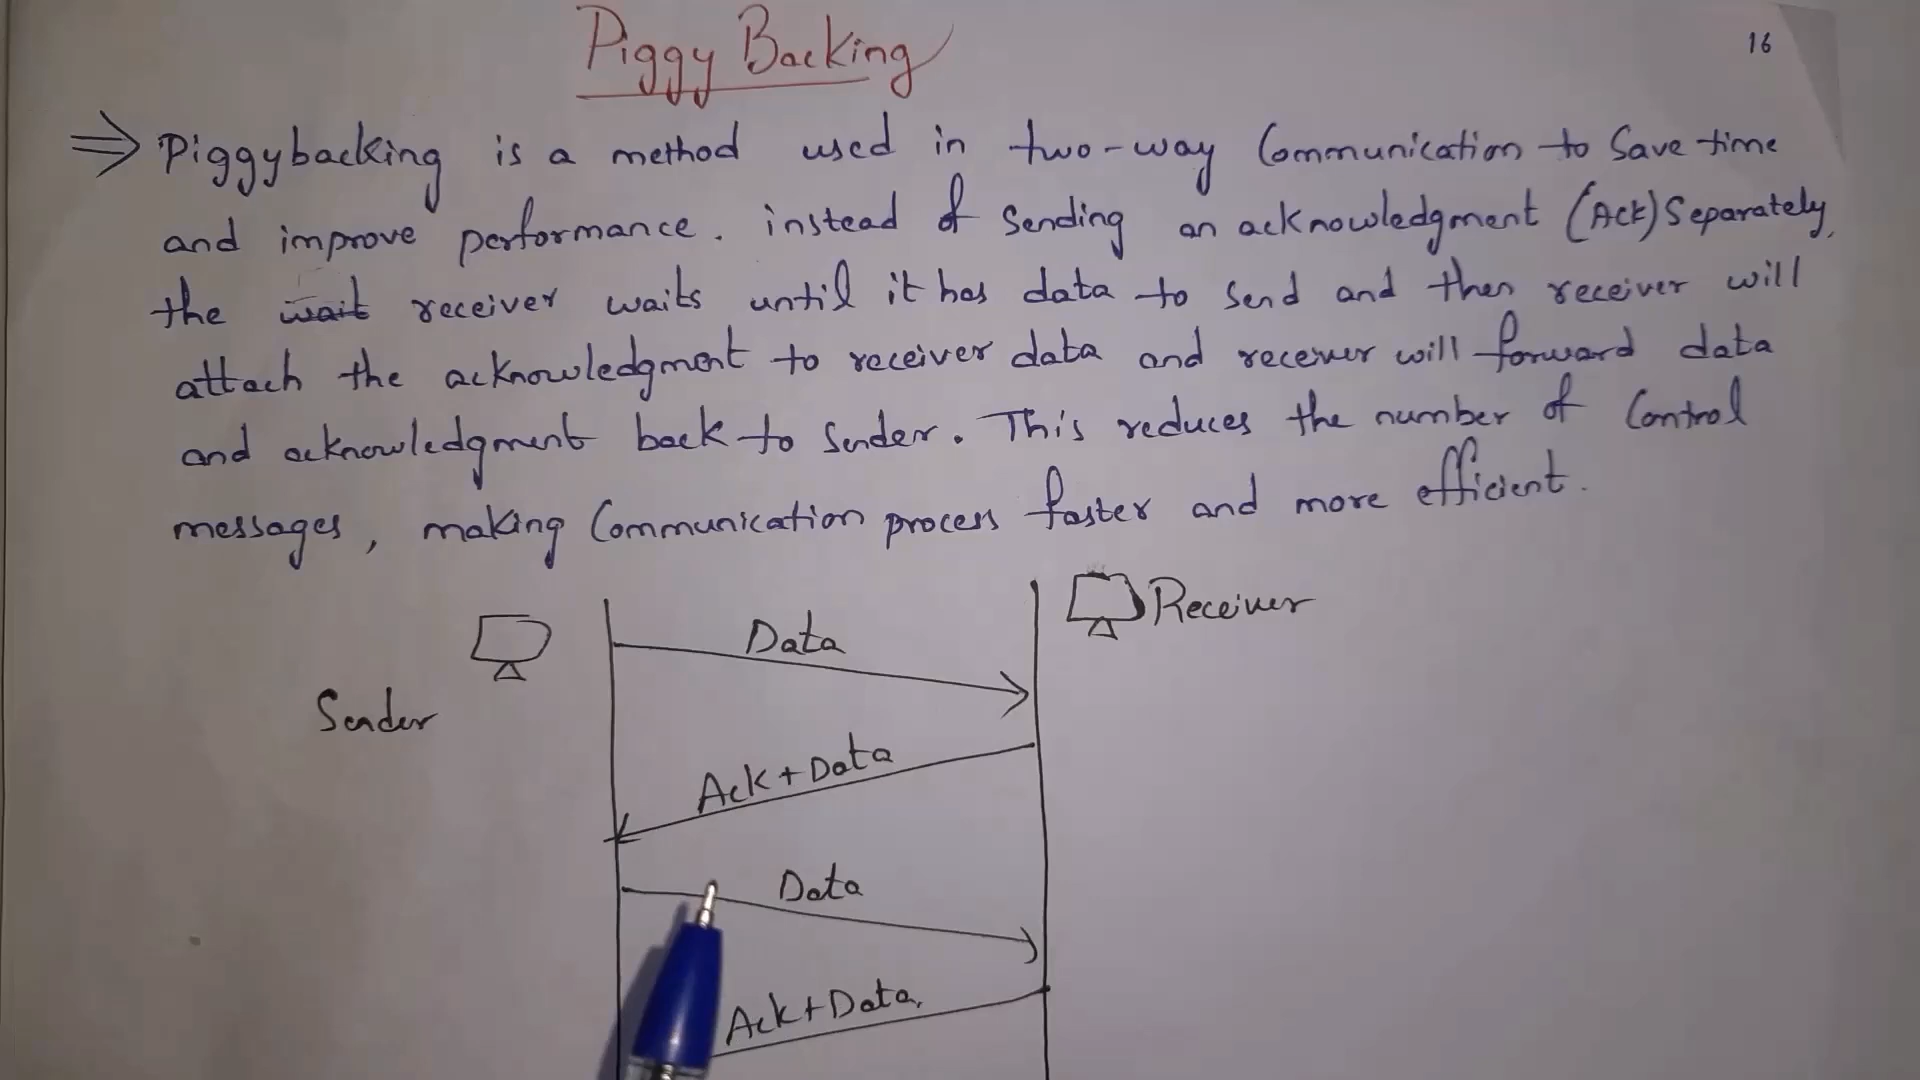 Piggy Backing
16
⇒ Piggybacking is a method used in two-way Communication to Save time
and improve performance. instead of Sending an acknowledgment (Ack) Separately,
the wait receiver waits until it has data to Send and then receiver will
attach the acknowledgment to receiver data and receiver will forward data
and acknowledgment back to Sender. This reduces the number of Control
messages, making Communication process faster and more efficient.
Receiver
Data
Sender
Ack + Data
Data
Ack + Data.